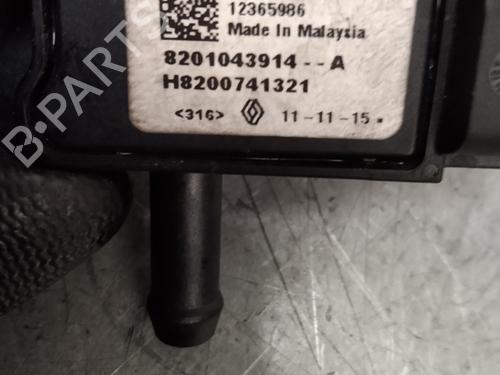 12365986
Made In Malaysia
8201043914--A
H8200741321
<316> 11-11-15
B-PARTS